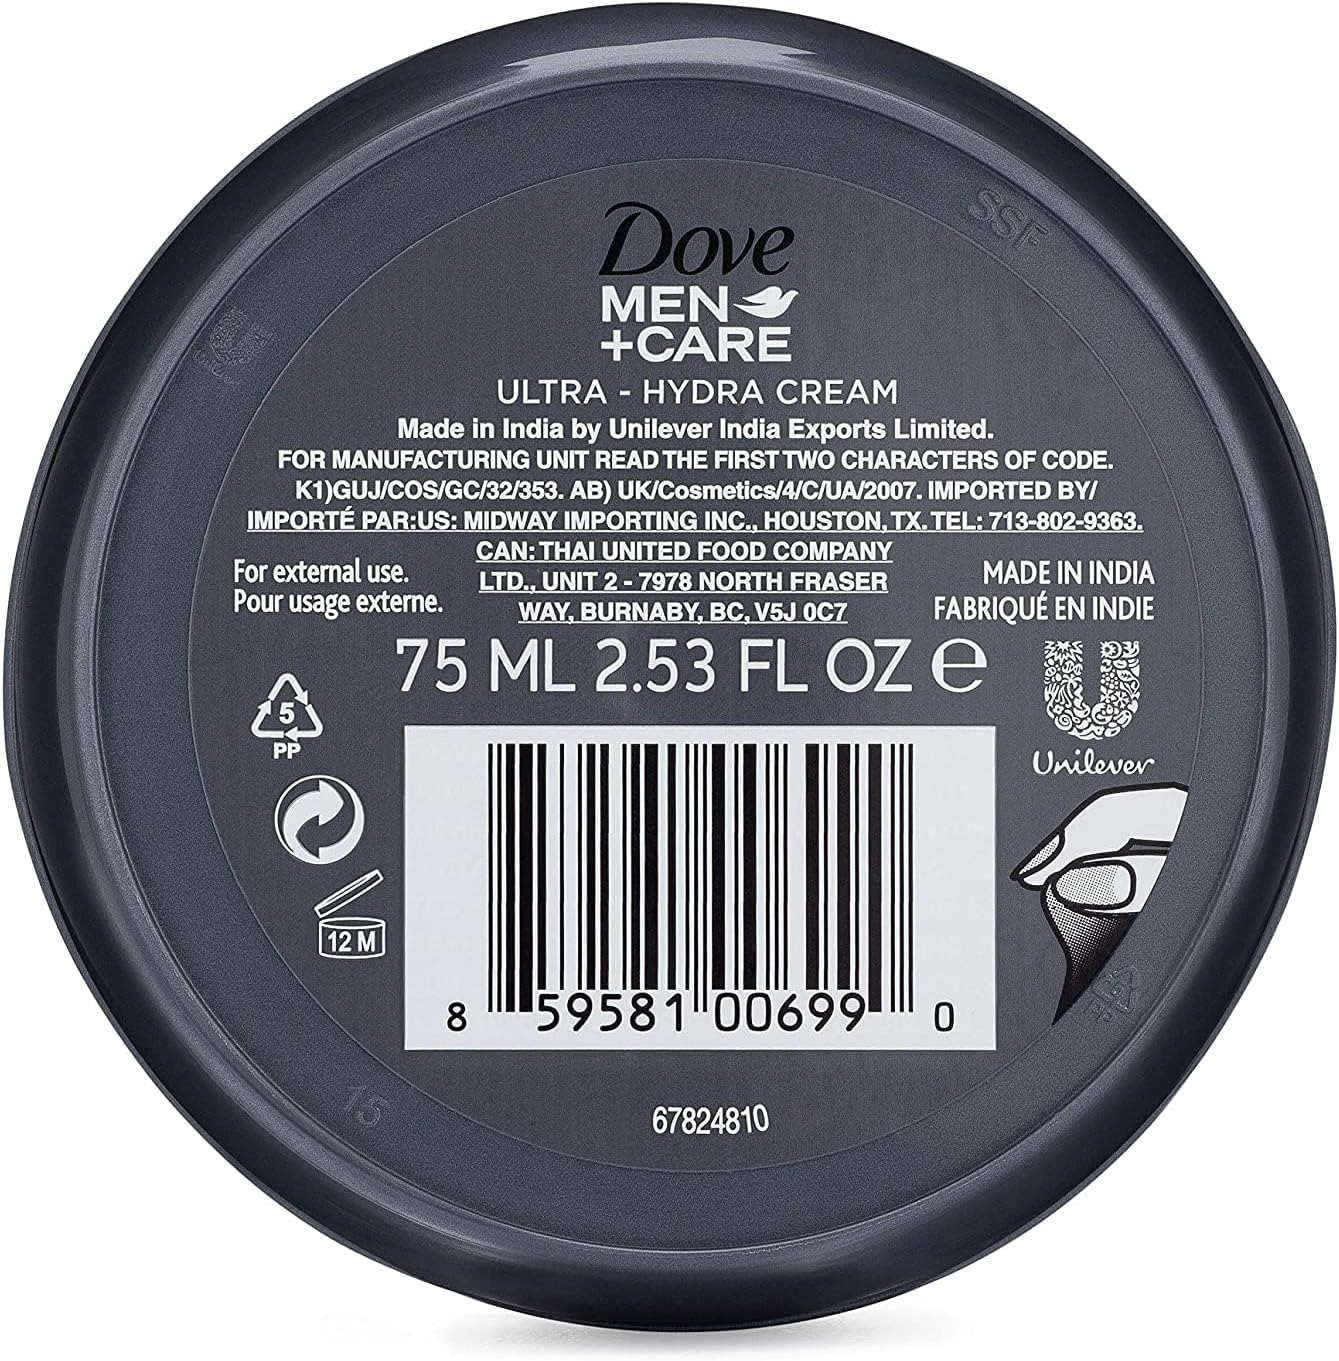 SSF
Dove
MEN
+CARE
ULTRA - HYDRA CREAM
Made in India by Unilever India Exports Limited.
FOR MANUFACTURING UNIT READ THE FIRST TWO CHARACTERS OF CODE.
K1)GUJ/COS/GC/32/353. AB) UK/Cosmetics/4/C/UA/2007. IMPORTED BY/
IMPORTÉ PAR:US: MIDWAY IMPORTING INC., HOUSTON, TX. TEL: 713-802-9363.
CAN: THAI UNITED FOOD COMPANY
LTD., UNIT 2 - 7978 NORTH FRASER
WAY, BURNABY, BC, V5J 0C7
For external use.
Pour usage externe.
MADE IN INDIA
FABRIQUÉ EN INDIE
75 ML 2.53 FL OZ e
5
PP
Unilever
12 M
8 59581 00699 0
15
67824810